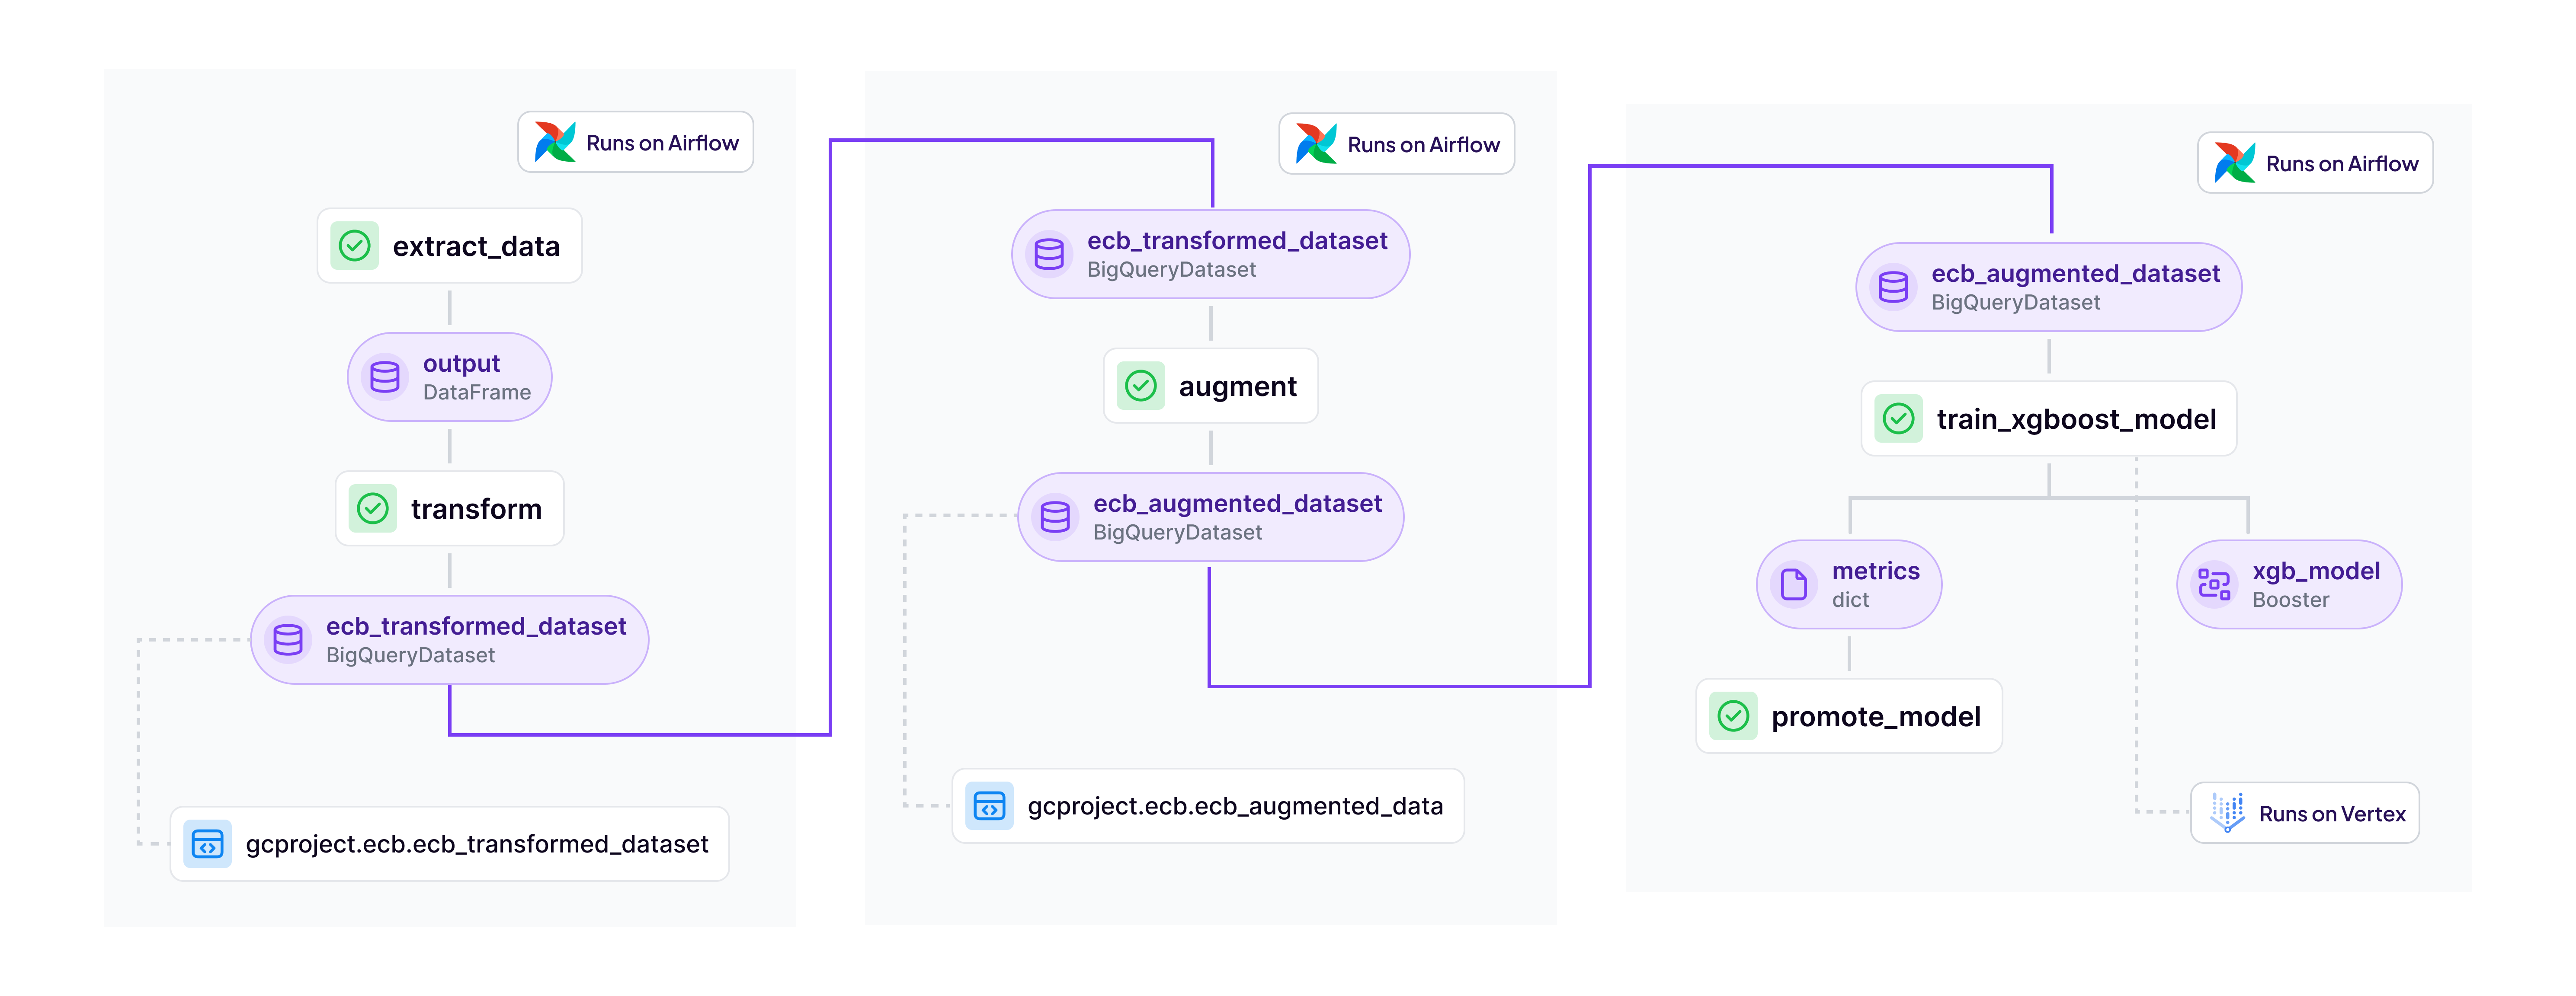 Runs on Airflow
extract_data
output
DataFrame
transform
ecb_transformed_dataset
BigQueryDataset
gcproject.ecb.ecb_transformed_dataset
Runs on Airflow
ecb_transformed_dataset
BigQueryDataset
augment
ecb_augmented_dataset
BigQueryDataset
gcproject.ecb.ecb_augmented_data
Runs on Airflow
ecb_augmented_dataset
BigQueryDataset
train_xgboost_model
metrics
dict
xgb_model
Booster
promote_model
Runs on Vertex